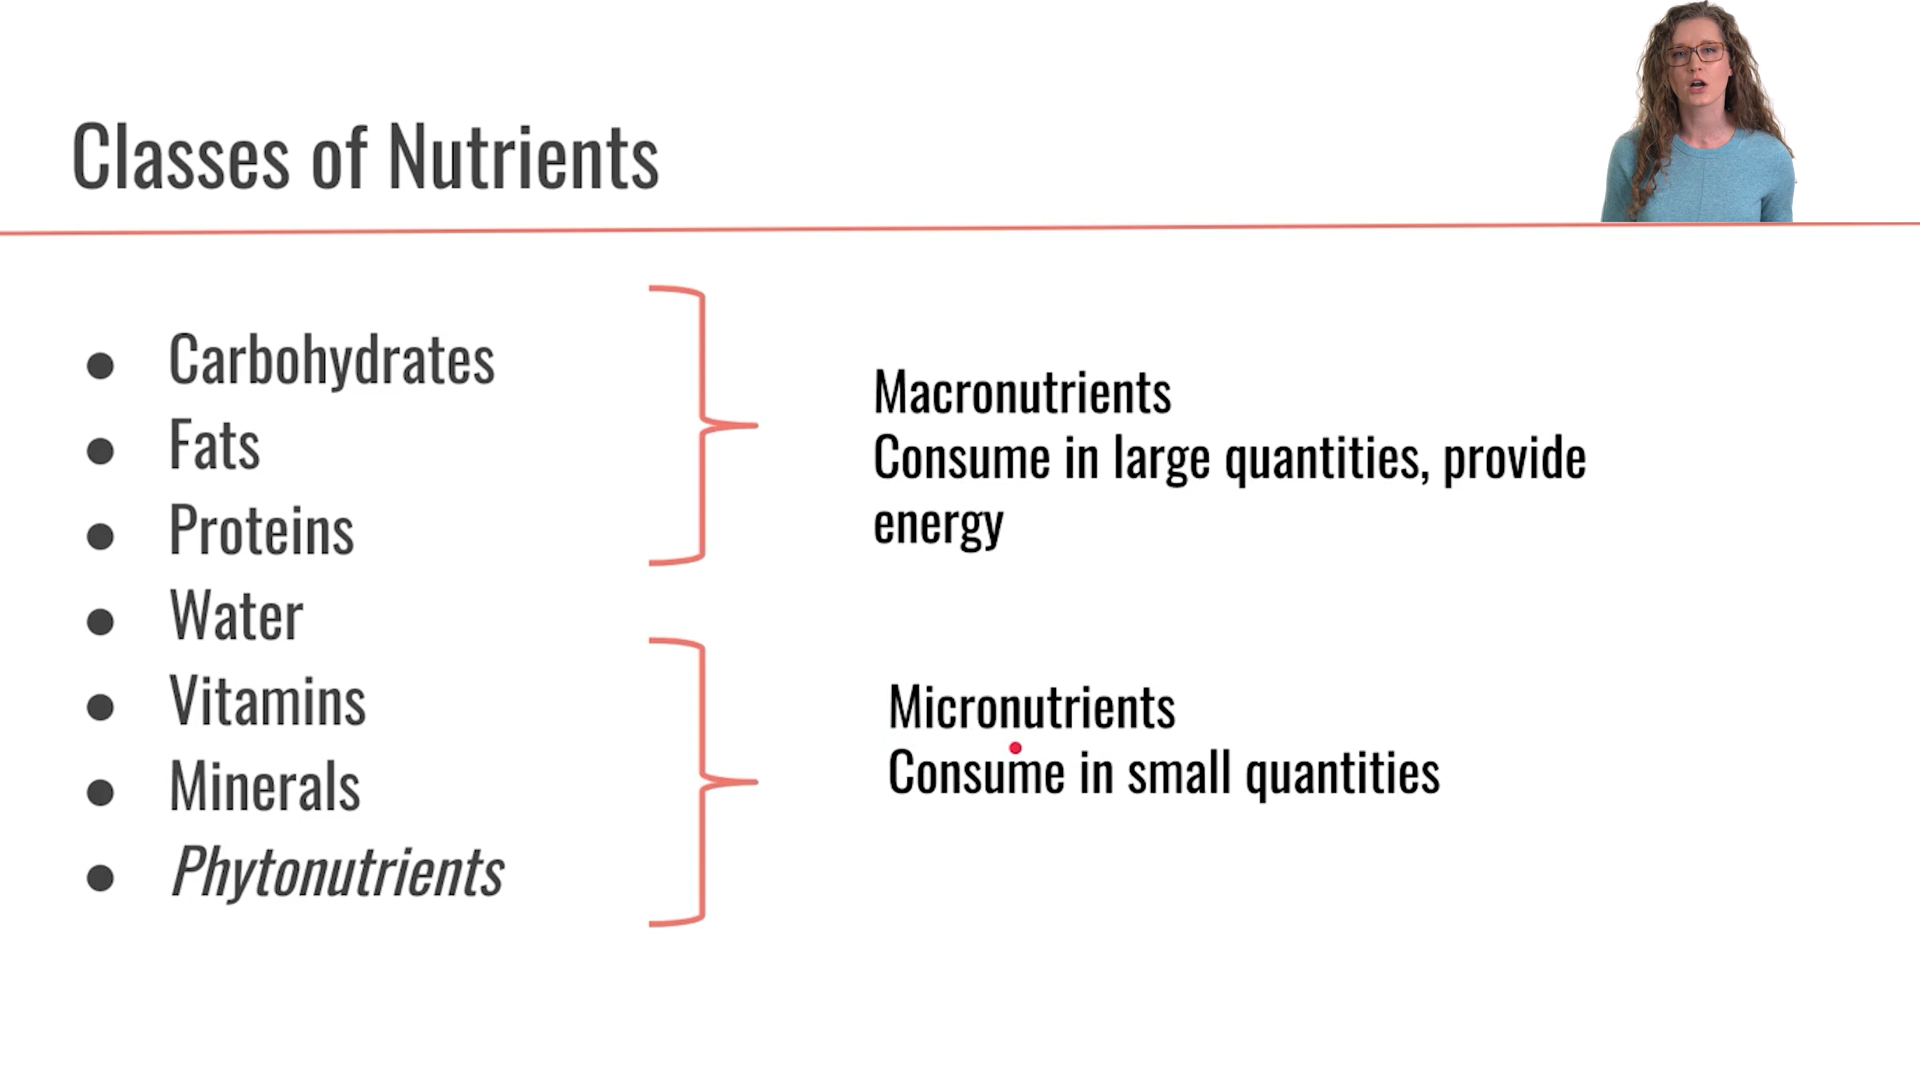 Classes of Nutrients
Carbohydrates
Fats
Proteins
Water
Vitamins
Minerals
Phytonutrients
Macronutrients
Consume in large quantities, provide
energy
Micronutrients
Consume in small quantities